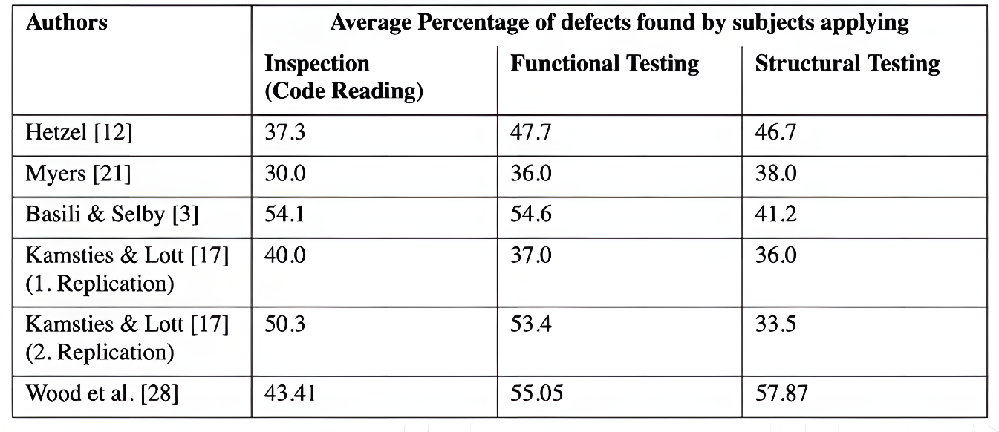 Authors
Average Percentage of defects found by subjects applying
Inspection
(Code Reading)
Functional Testing
Structural Testing
Hetzel [12] 37.3 47.7 46.7
Myers [21] 30.0 36.0 38.0
Basili & Selby [3] 54.1 54.6 41.2
Kamsties & Lott [17] 40.0 37.0 36.0
(1. Replication)
Kamsties & Lott [17] 50.3 53.4 33.5
(2. Replication)
Wood et al. [28] 43.41 55.05 57.87